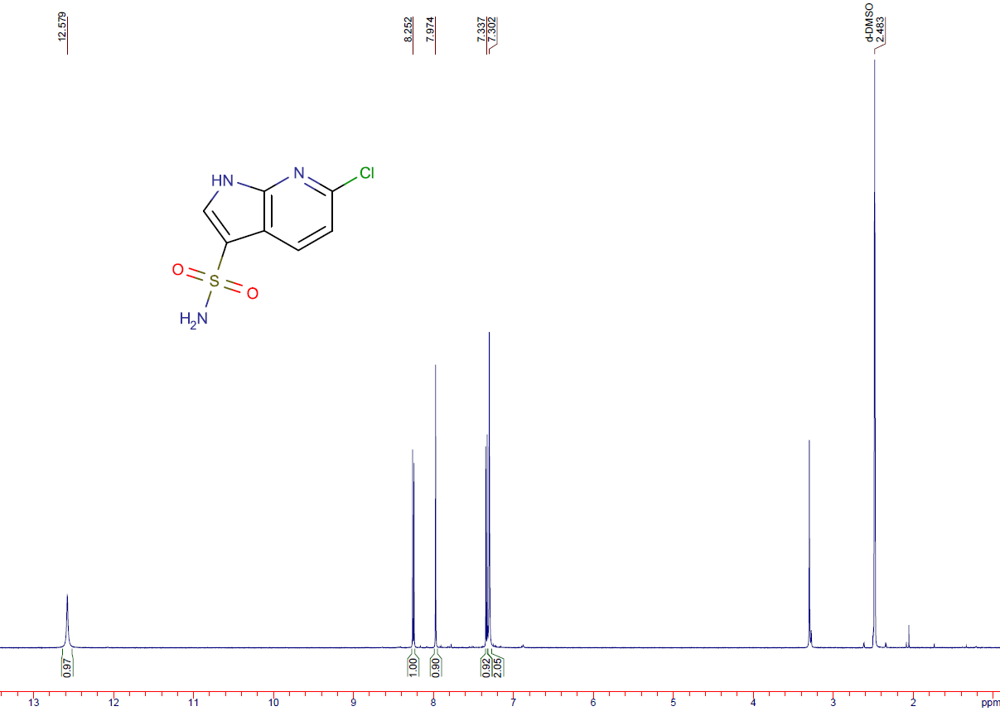 12.579
8.252
7.974
7.337
7.302
d-DMSO
2.483
HN
N
Cl
O
S
O
H2N
0.97
1.00
0.90
0.92
2.05
13 12 11 10 9 8 7 6 5 4 3 2 ppm